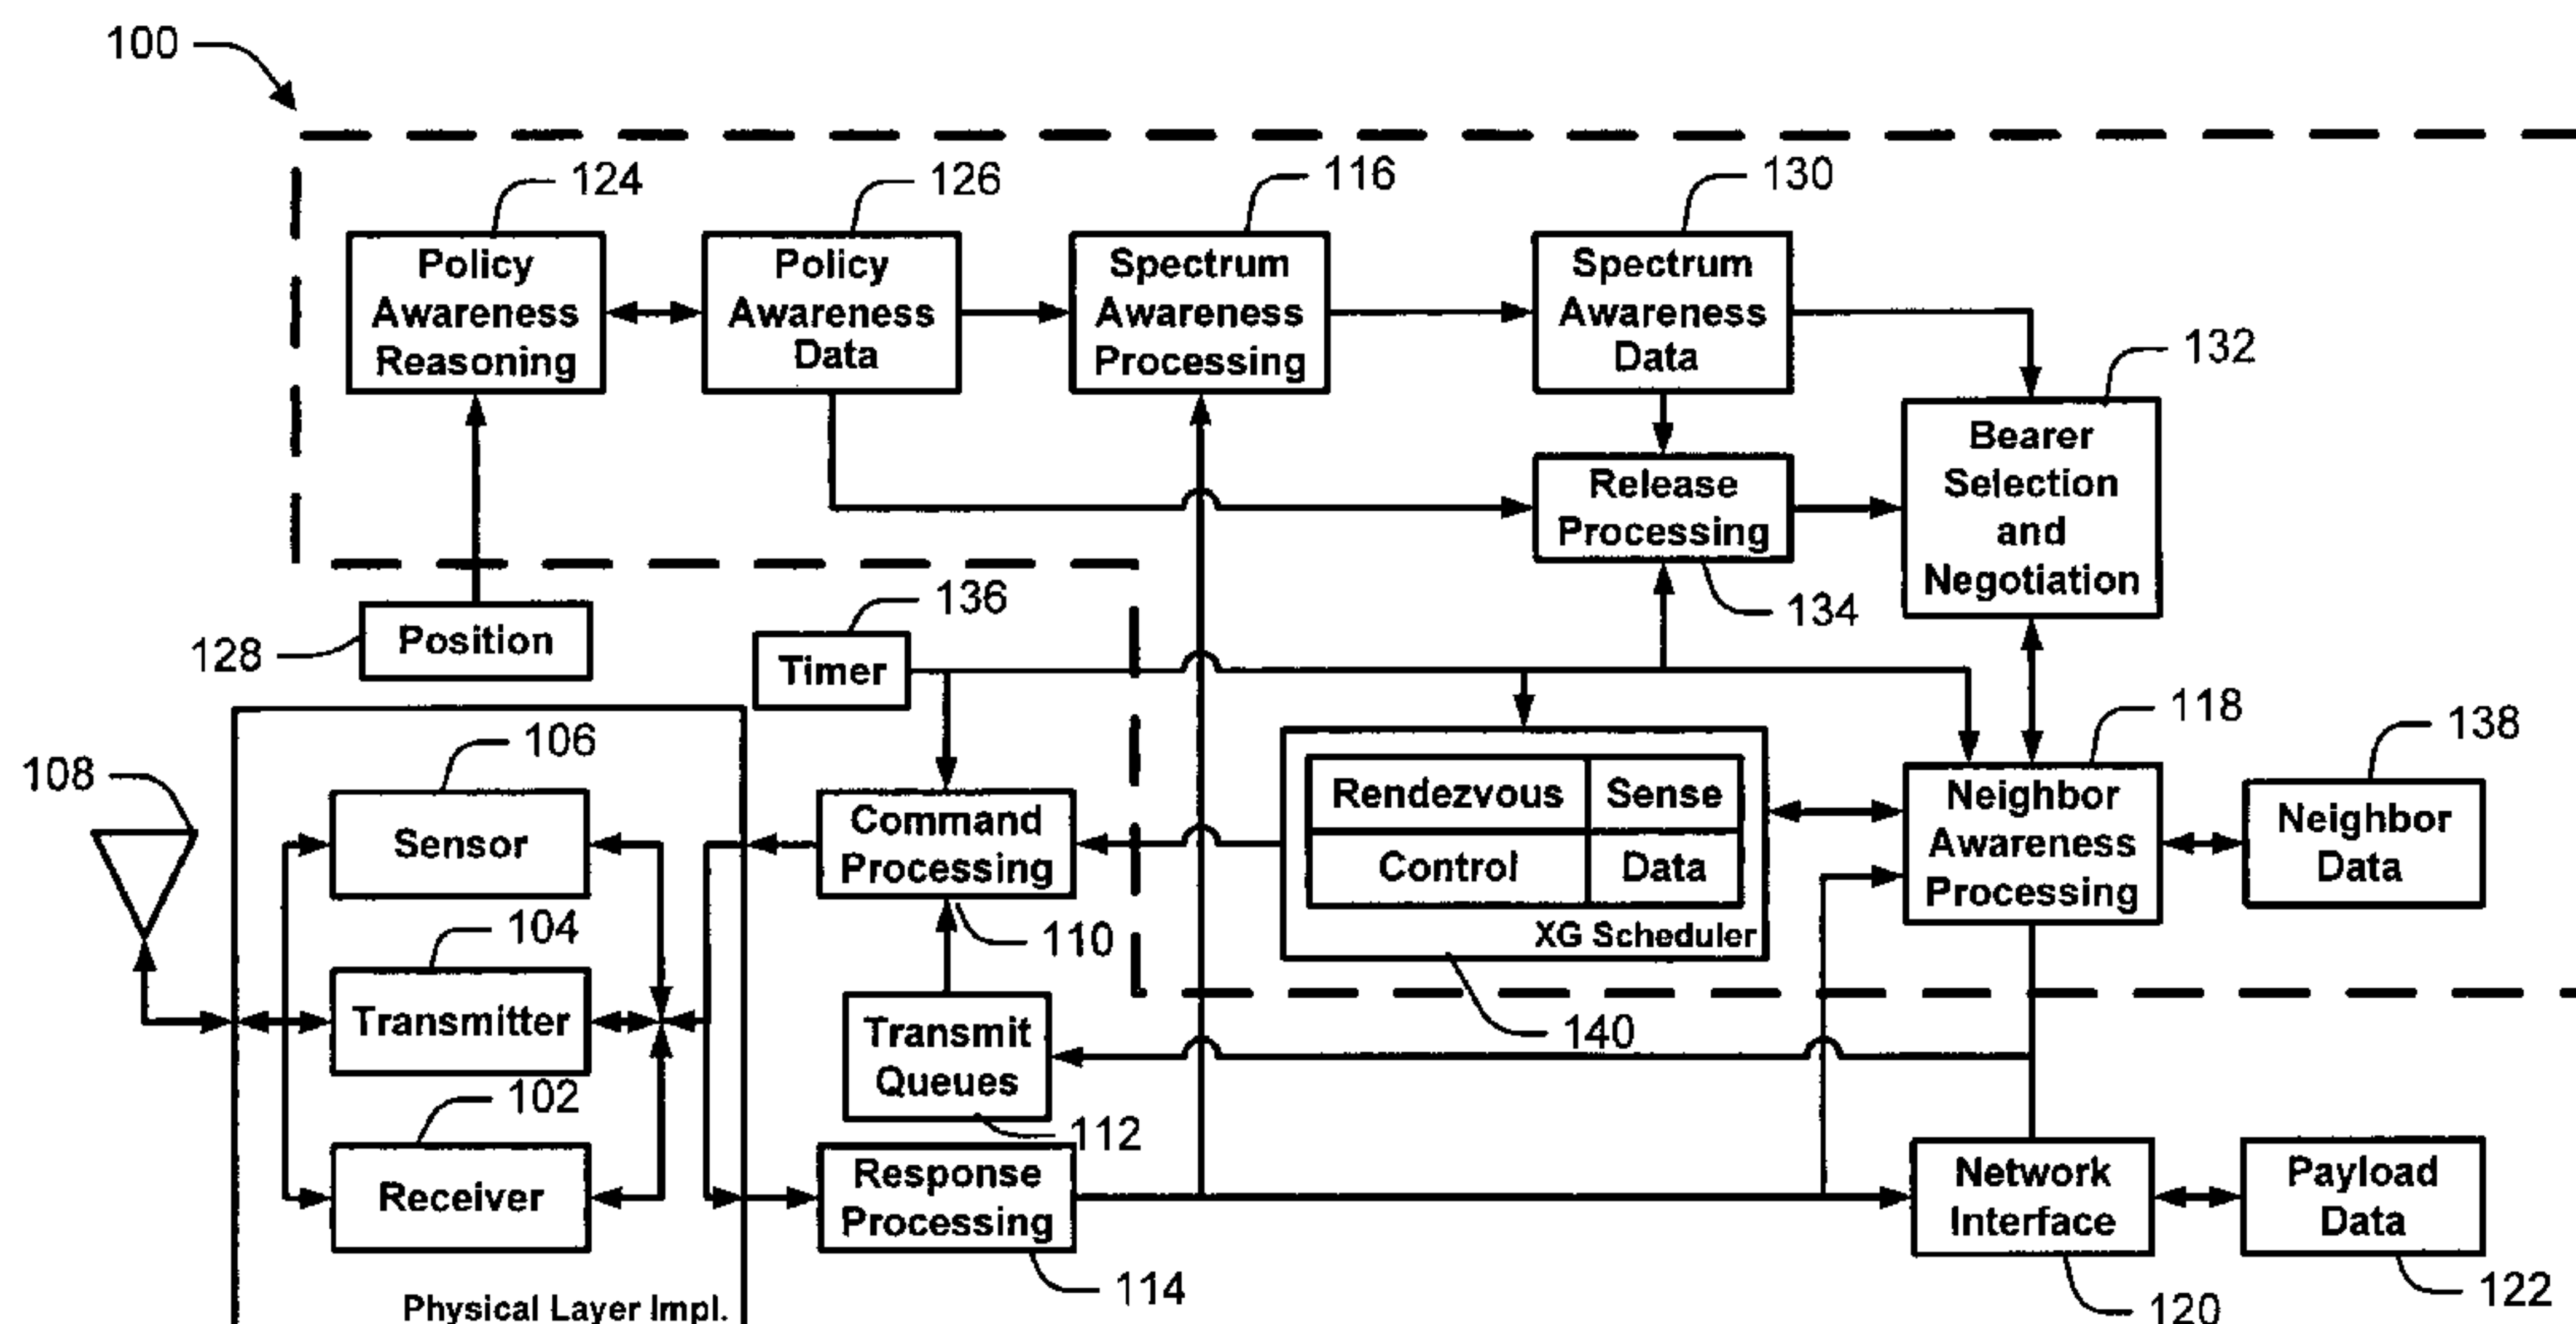 100
124
126
116
130
Policy
Awareness
Reasoning
Policy
Awareness
Data
Spectrum
Awareness
Processing
Spectrum
Awareness
Data
132
Bearer
Selection
and
Negotiation
Release
Processing
134
128
Position
136
Timer
118
138
108
106
Sensor
104
Transmitter
102
Receiver
Physical Layer Impl.
Command
Processing
110
Rendezvous
Sense
Control
Data
XG Scheduler
140
Neighbor
Awareness
Processing
Neighbor
Data
Transmit
Queues
112
Response
Processing
114
Network
Interface
120
Payload
Data
122